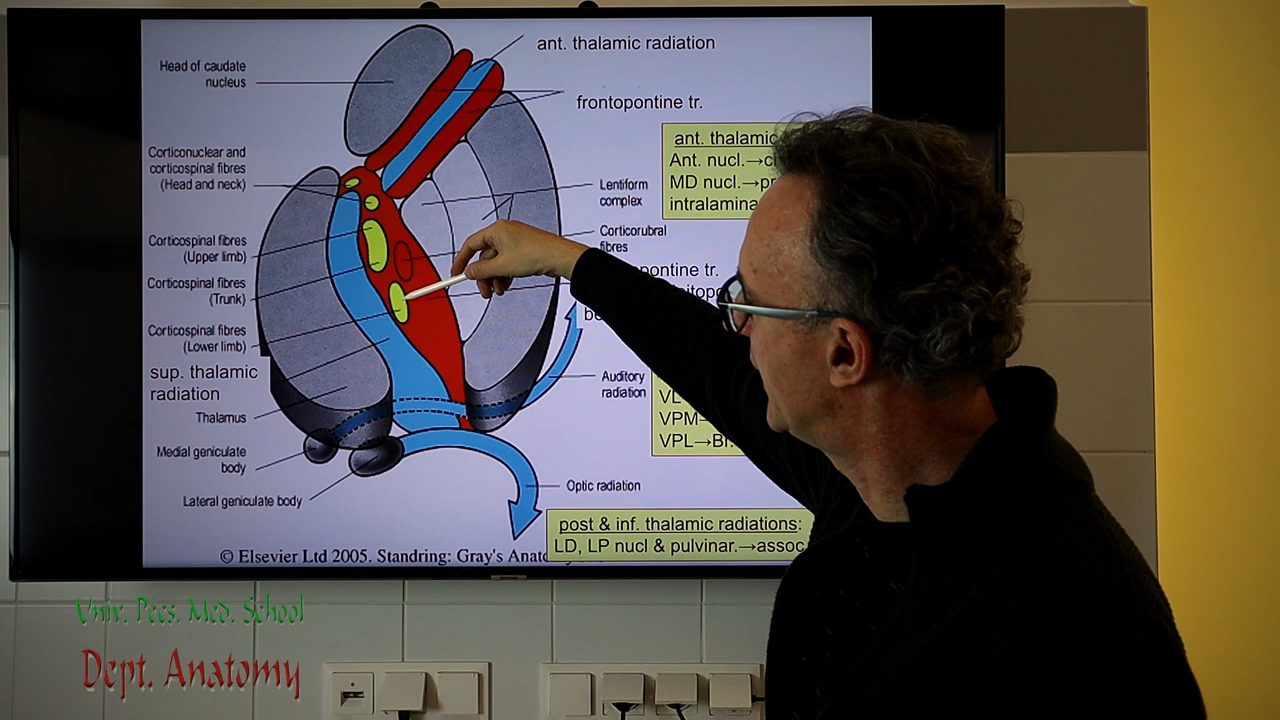 ant. thalamic radiation
Head of caudate
nucleus
frontopontine tr.
ant. thalamic
Ant. nucl.→
MD nucl.→
intralamina
Corticonuclear and
corticospinal fibres
(Head and neck)
Lentiform
complex
Corticospinal fibres
(Upper limb)
Corticorubral
fibres
pontine tr.
Corticospinal fibres
(Trunk)
Corticospinal fibres
(Lower limb)
sup. thalamic
radiation
Auditory
radiation
VPM
VPL→Br
Thalamus
Medial geniculate
body
Lateral geniculate body
Optic radiation
post & inf. thalamic radiations:
LD, LP nucl & pulvinar.→assoc
© Elsevier Ltd 2005. Standring: Gray's Anato
Univ. Pecs. Med. School
Dept. Anatomy